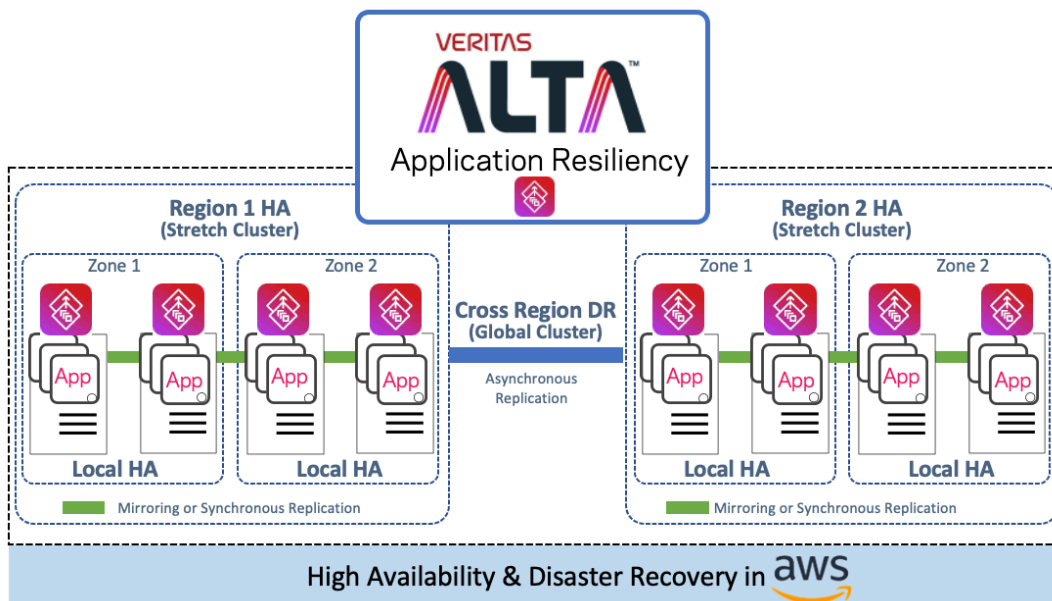 VERITAS
ALTA™
Application Resiliency
Region 1 HA
(Stretch Cluster)
Zone 1
Zone 2
App
App
App
App
Local HA
Local HA
Mirroring or Synchronous Replication
Cross Region DR
(Global Cluster)
Asynchronous
Replication
Region 2 HA
(Stretch Cluster)
Zone 1
Zone 2
App
App
App
App
Local HA
Local HA
Mirroring or Synchronous Replication
High Availability & Disaster Recovery in aws